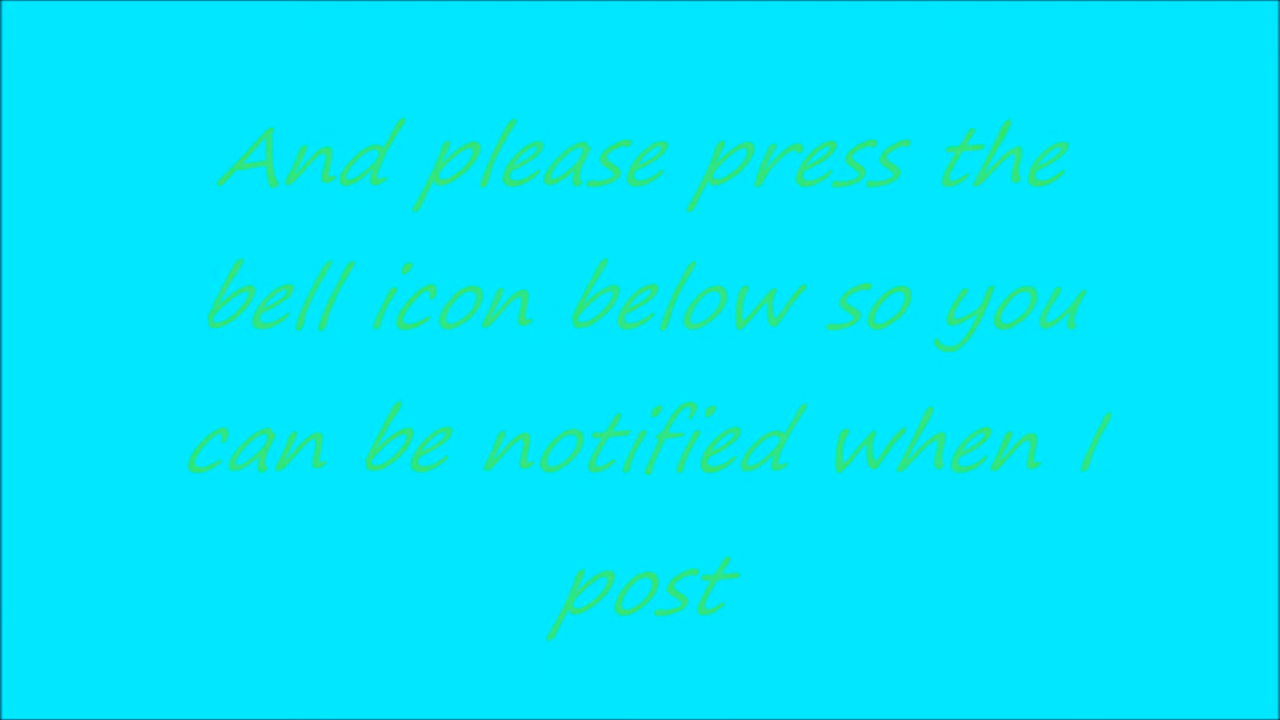 And please press the
bell icon below so you
can be notified when I
post